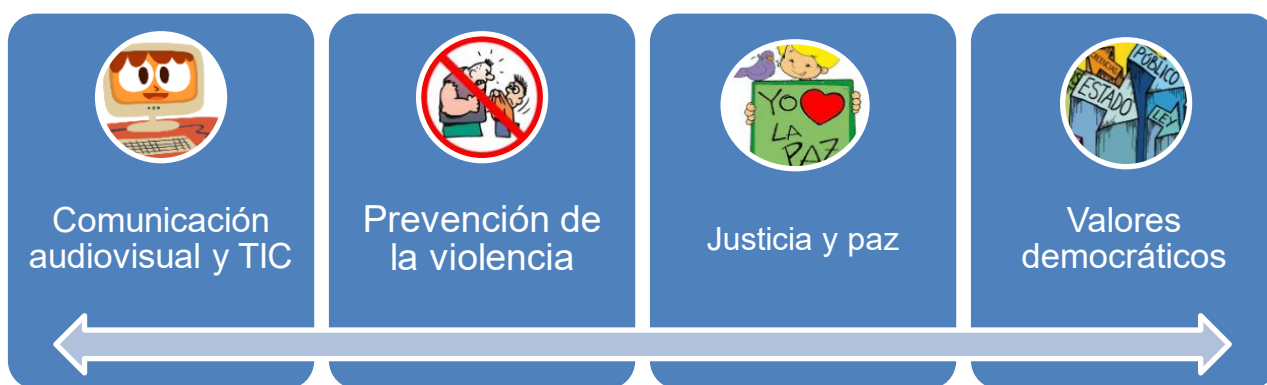 YO
LA
PAZ
PÚBLICO
ESTADO
LEY
Comunicación
audiovisual y TIC
Prevención de
la violencia
Justicia y paz
Valores
democráticos